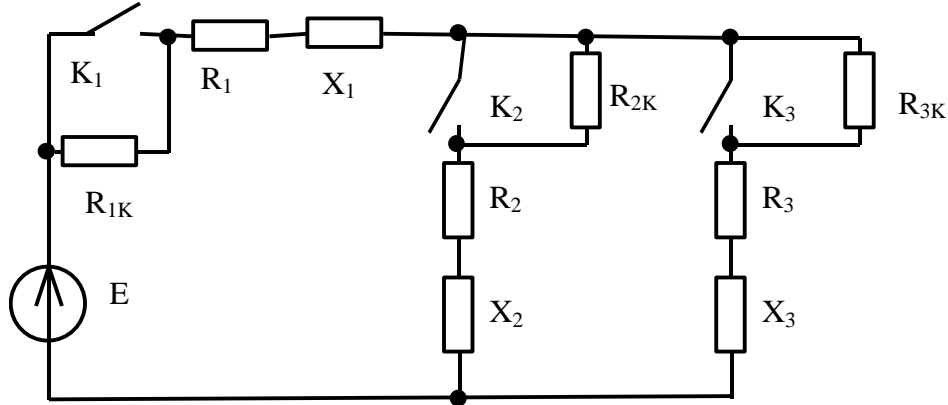 K₁
R₁
X₁
K₂
R₂ₖ
K₃
R₃ₖ
R₁ₖ
R₂
R₃
E
X₂
X₃